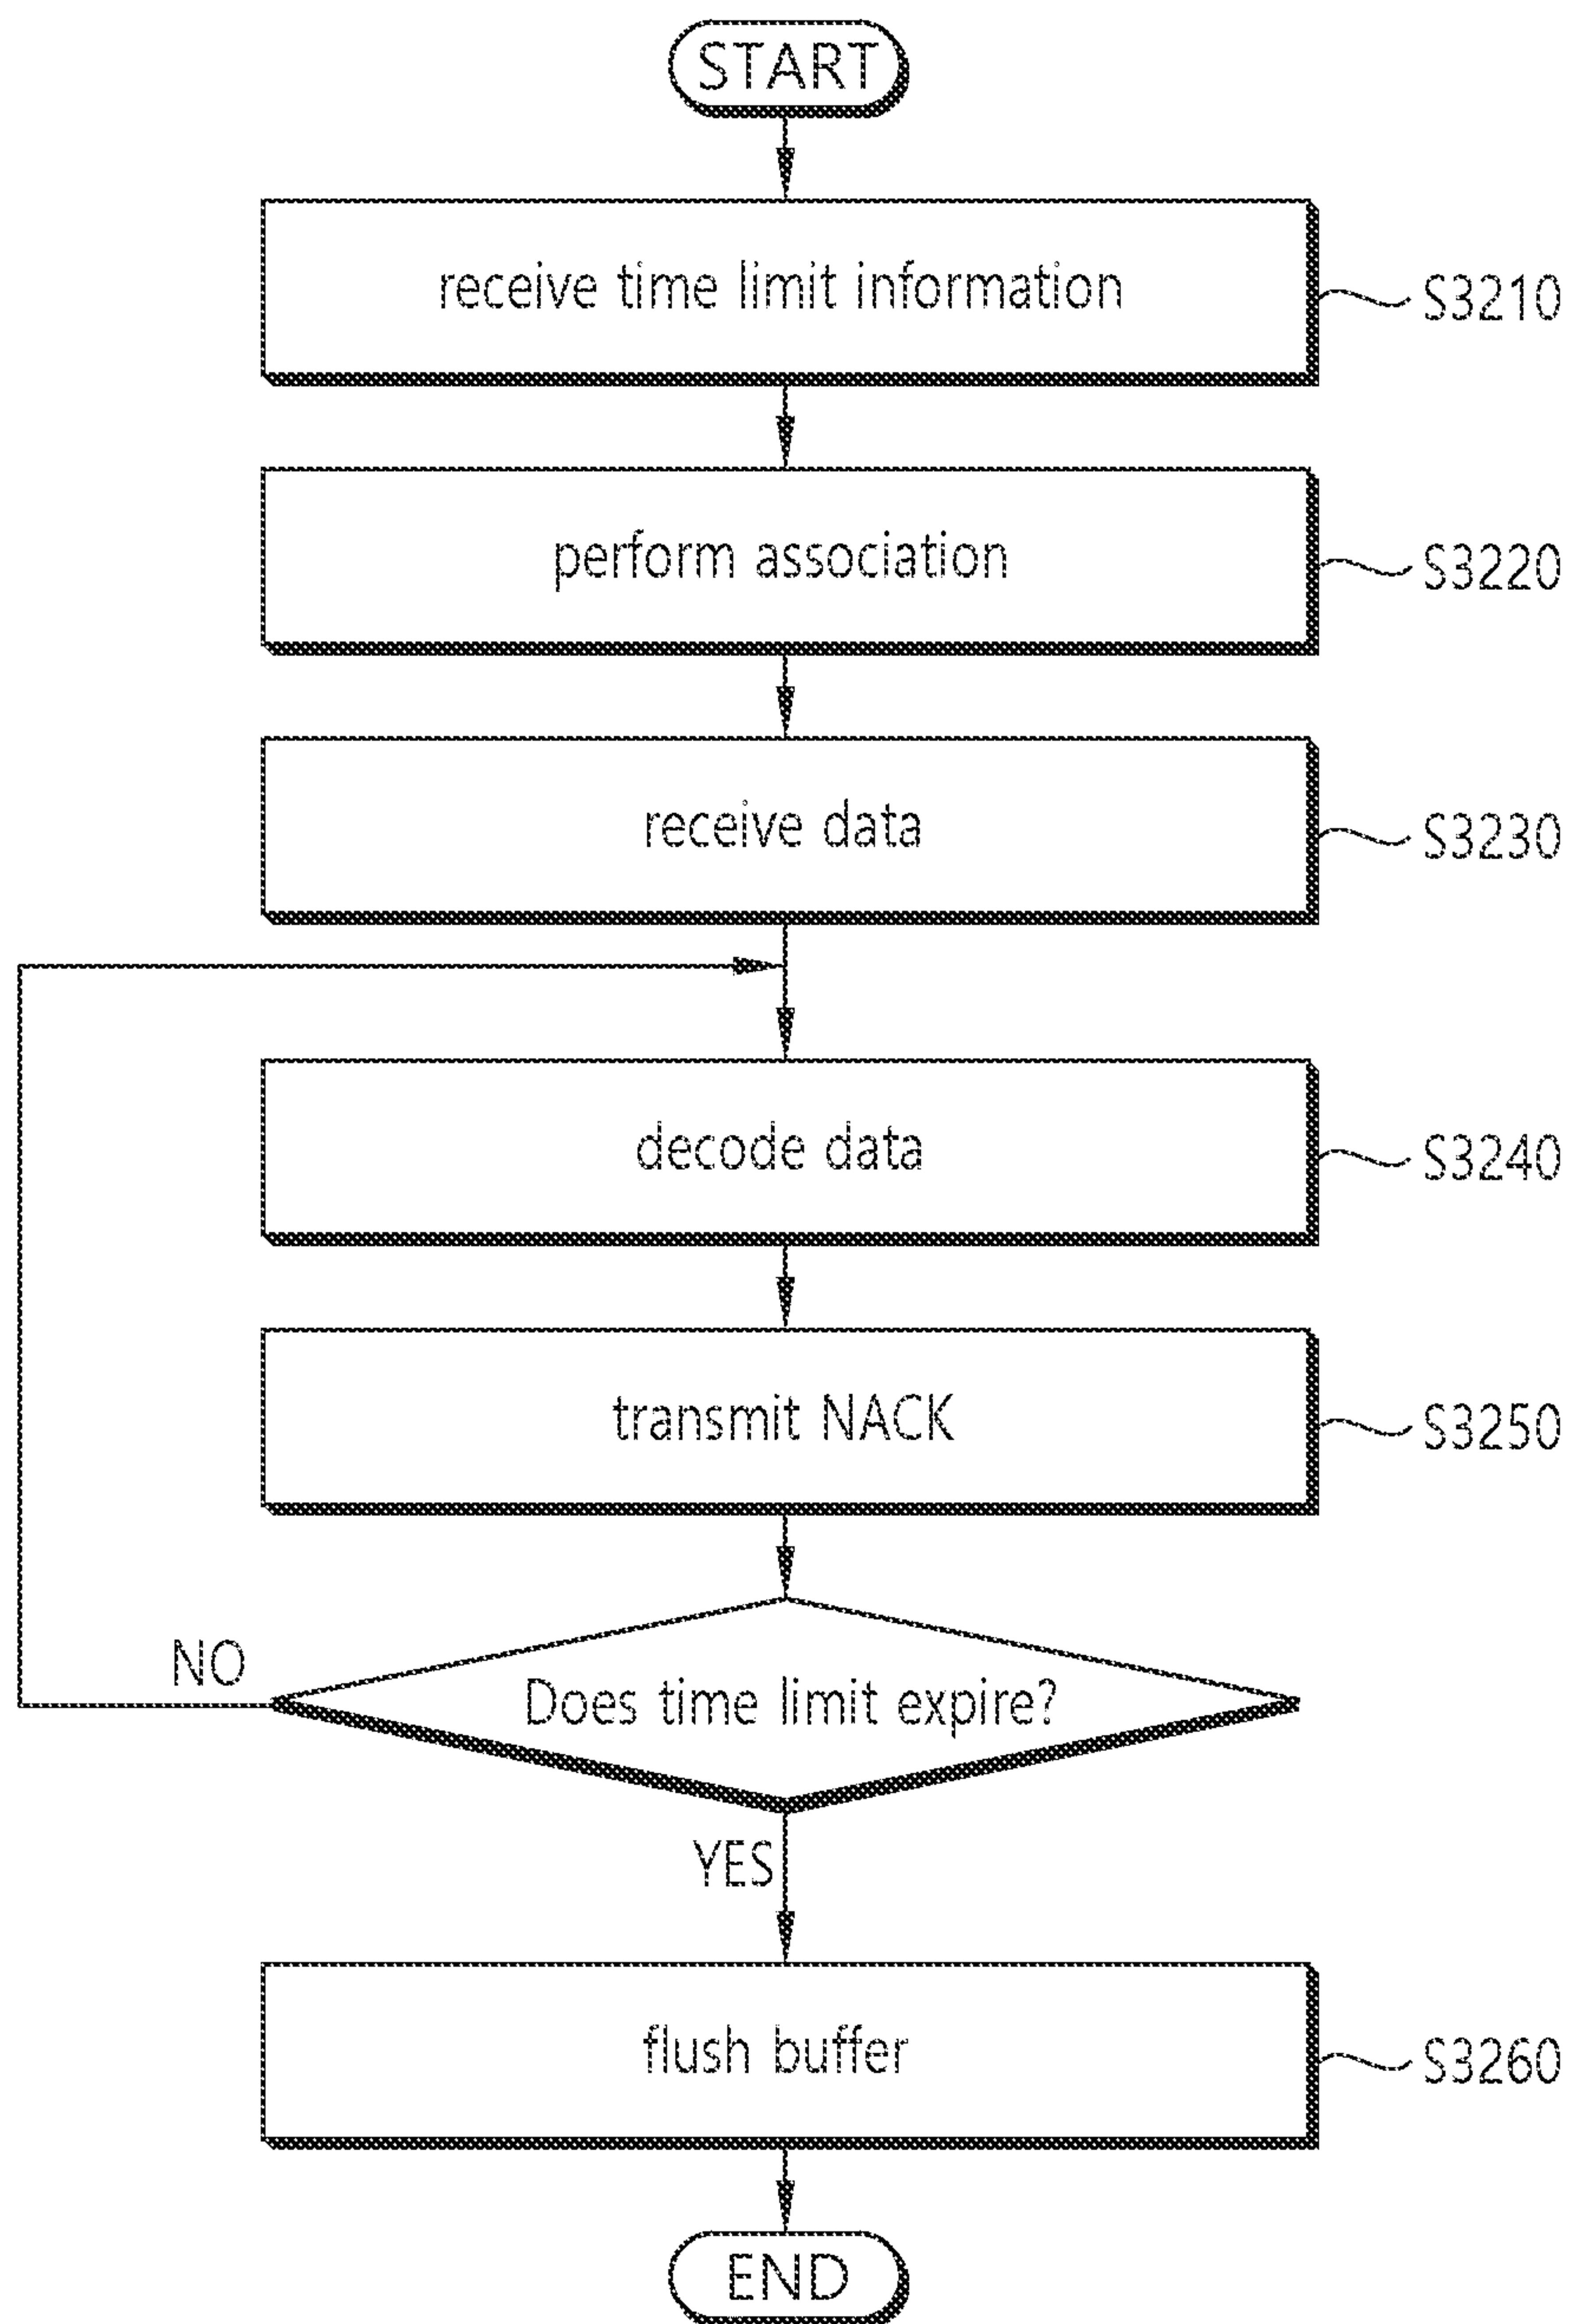 START
receive time limit information
S3210
perform association
S3220
receive data
S3230
decode data
S3240
transmit NACK
S3250
NO
Does time limit expire?
YES
flush buffer
S3260
END